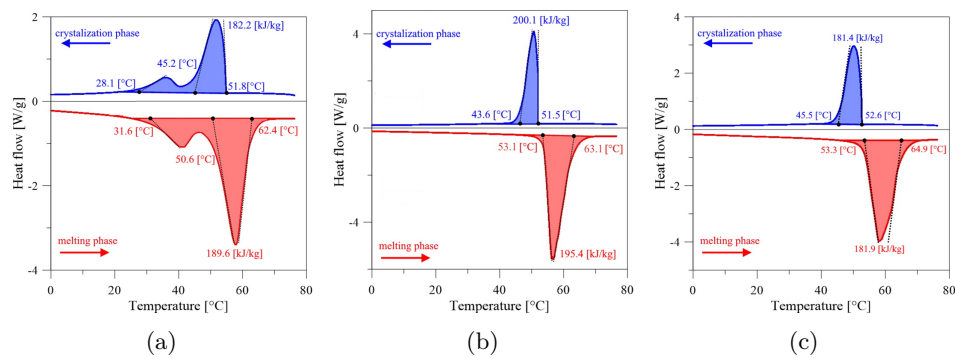 2
crystalization phase
182.2 [kJ/kg]
45.2 [°C]
28.1 [°C]
51.8[°C]
0
31.6 [°C]
62.4 [°C]
50.6 [°C]
-2
melting phase
189.6 [kJ/kg]
-4
0
20
40
60
80
Heat flow [W/g]
Temperature [°C]
(a)
200.1 [kJ/kg]
4
crystalization phase
43.6 [°C]
51.5[°C]
0
53.1 [°C]
63.1[°C]
-4
melting phase
195.4 [kJ/kg]
0
20
40
60
80
Heat flow [W/g]
Temperature [°C]
(b)
4
181.4 [kJ/kg]
crystalization phase
2
45.5 [°C]
52.6 [°C]
0
53.3 [°C]
64.9 [°C]
-2
melting phase
-4
181.9 [kJ/kg]
0
20
40
60
80
Heat flow [W/g]
Temperature [°C]
(c)